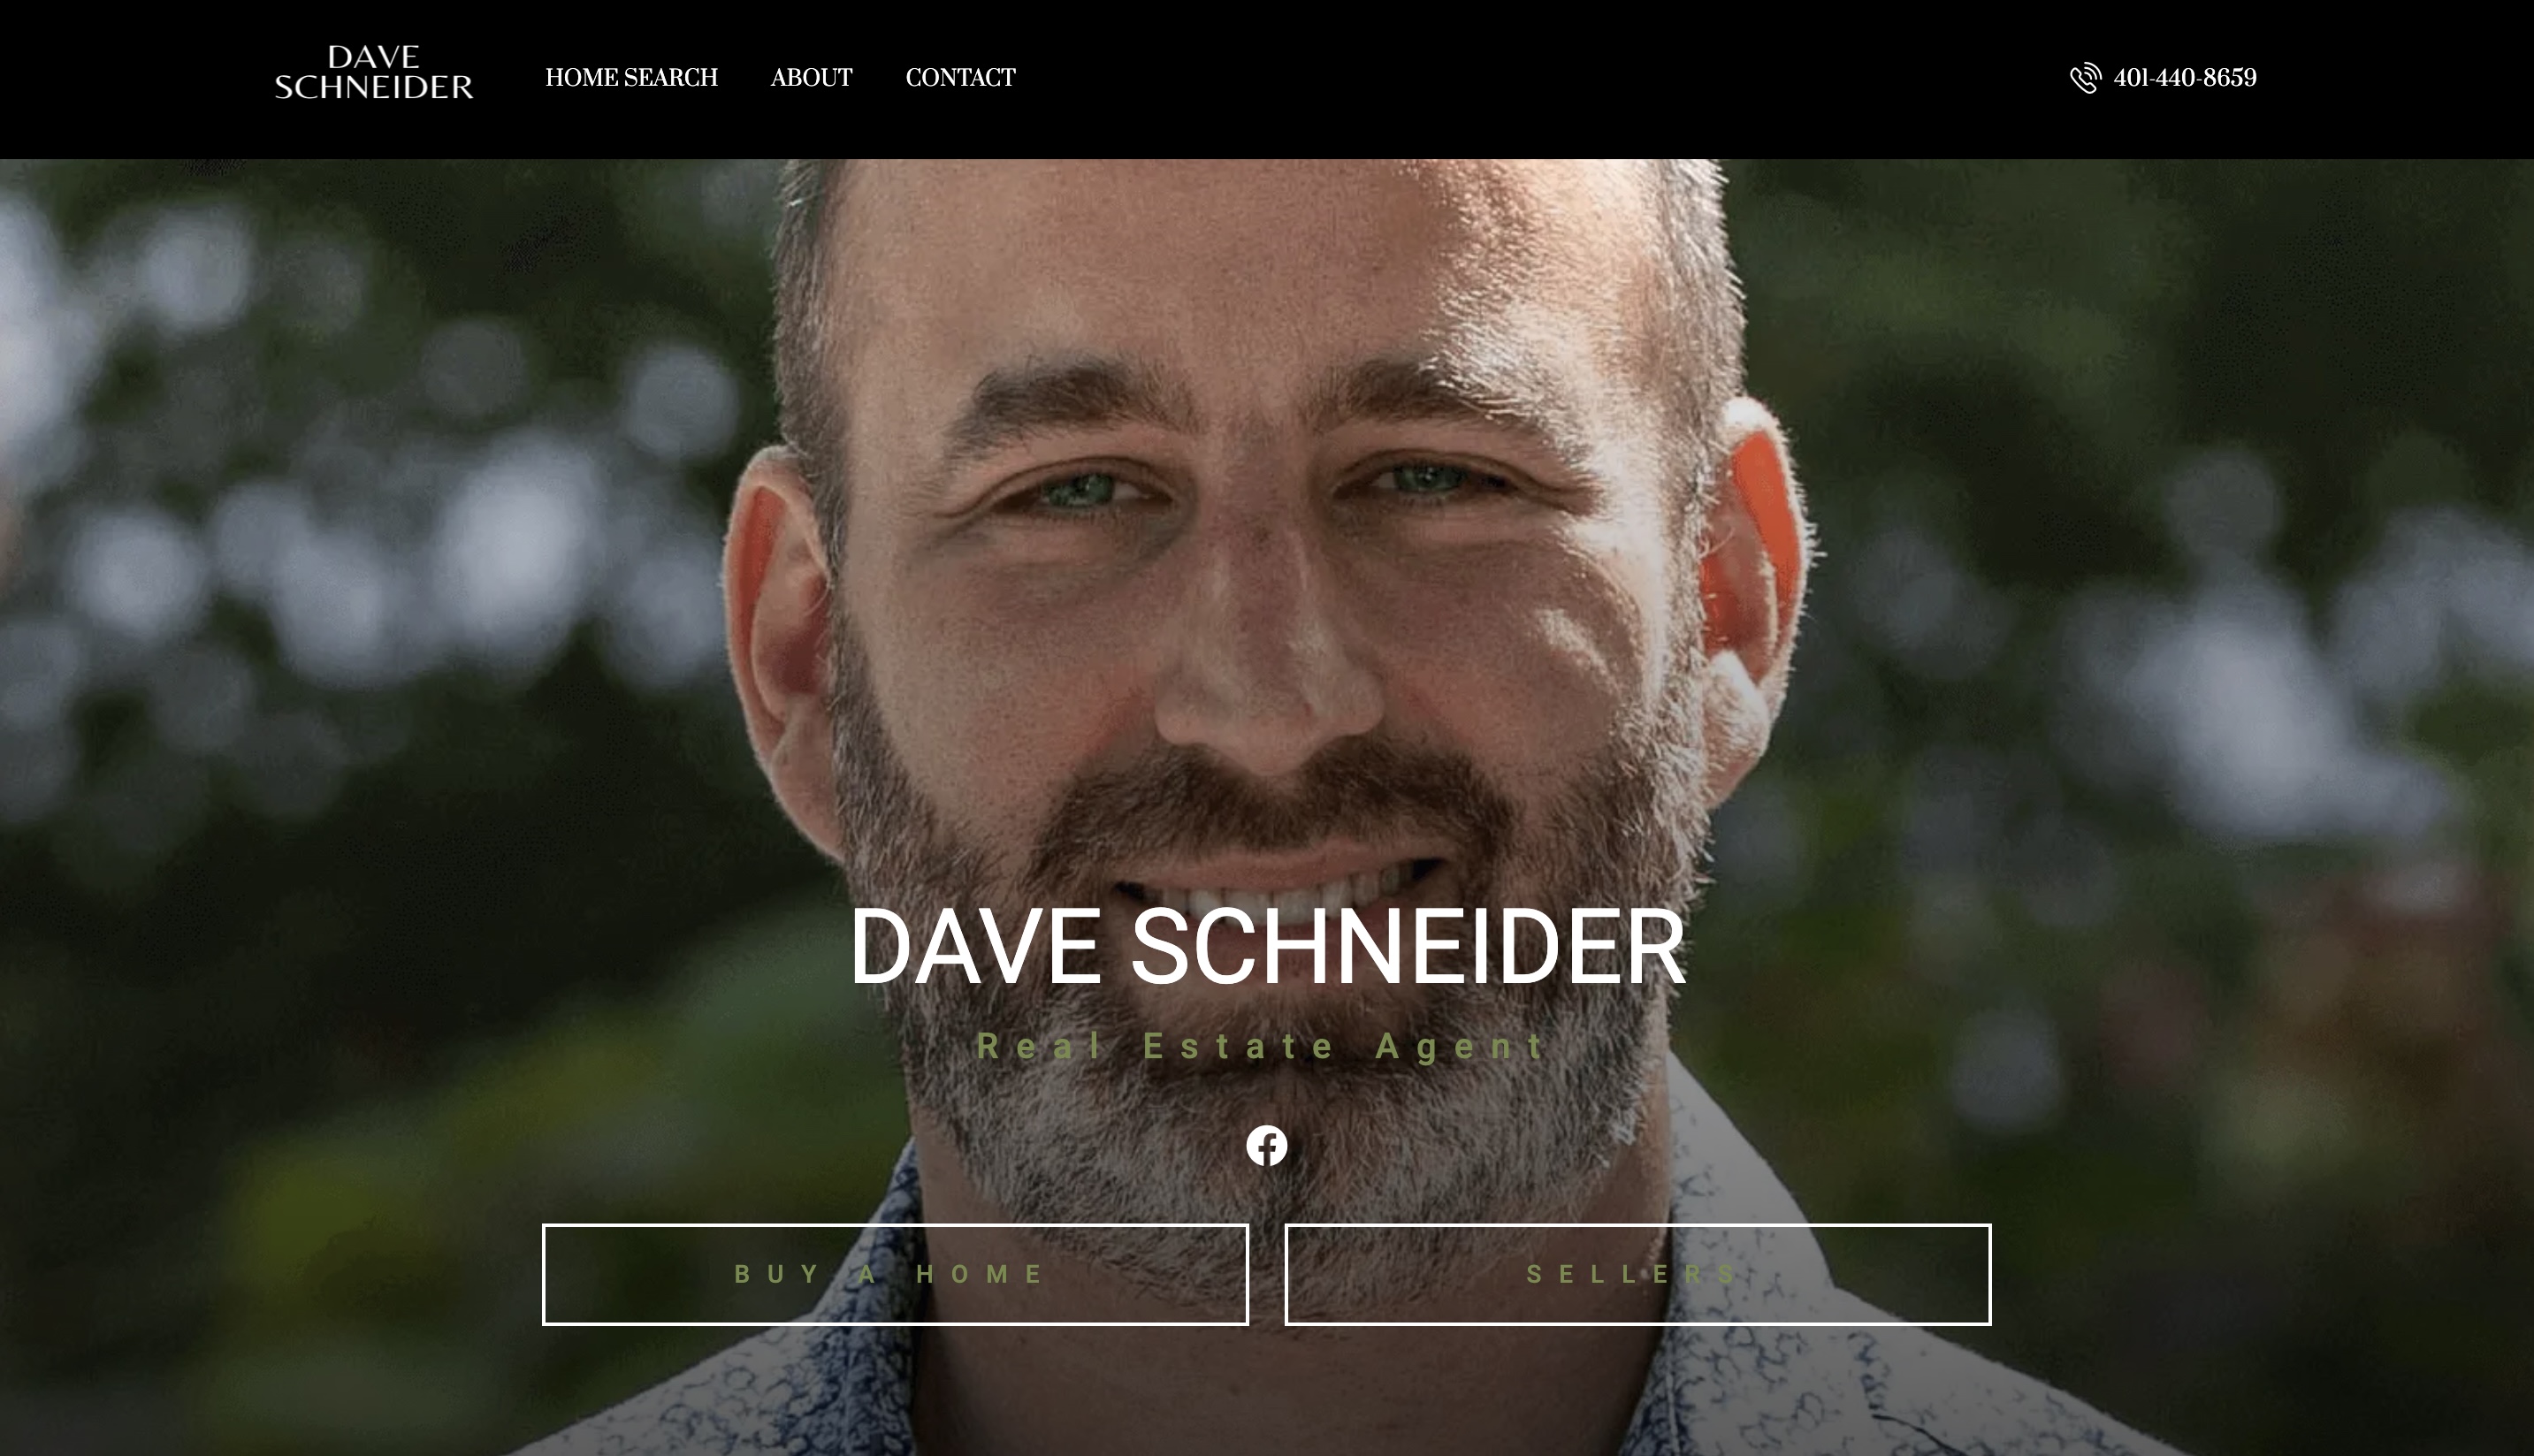 DAVE
SCHNEIDER
HOME SEARCH
ABOUT
CONTACT
401-440-8659
DAVE SCHNEIDER
Real Estate Agent
BUY A HOME
SELLERS